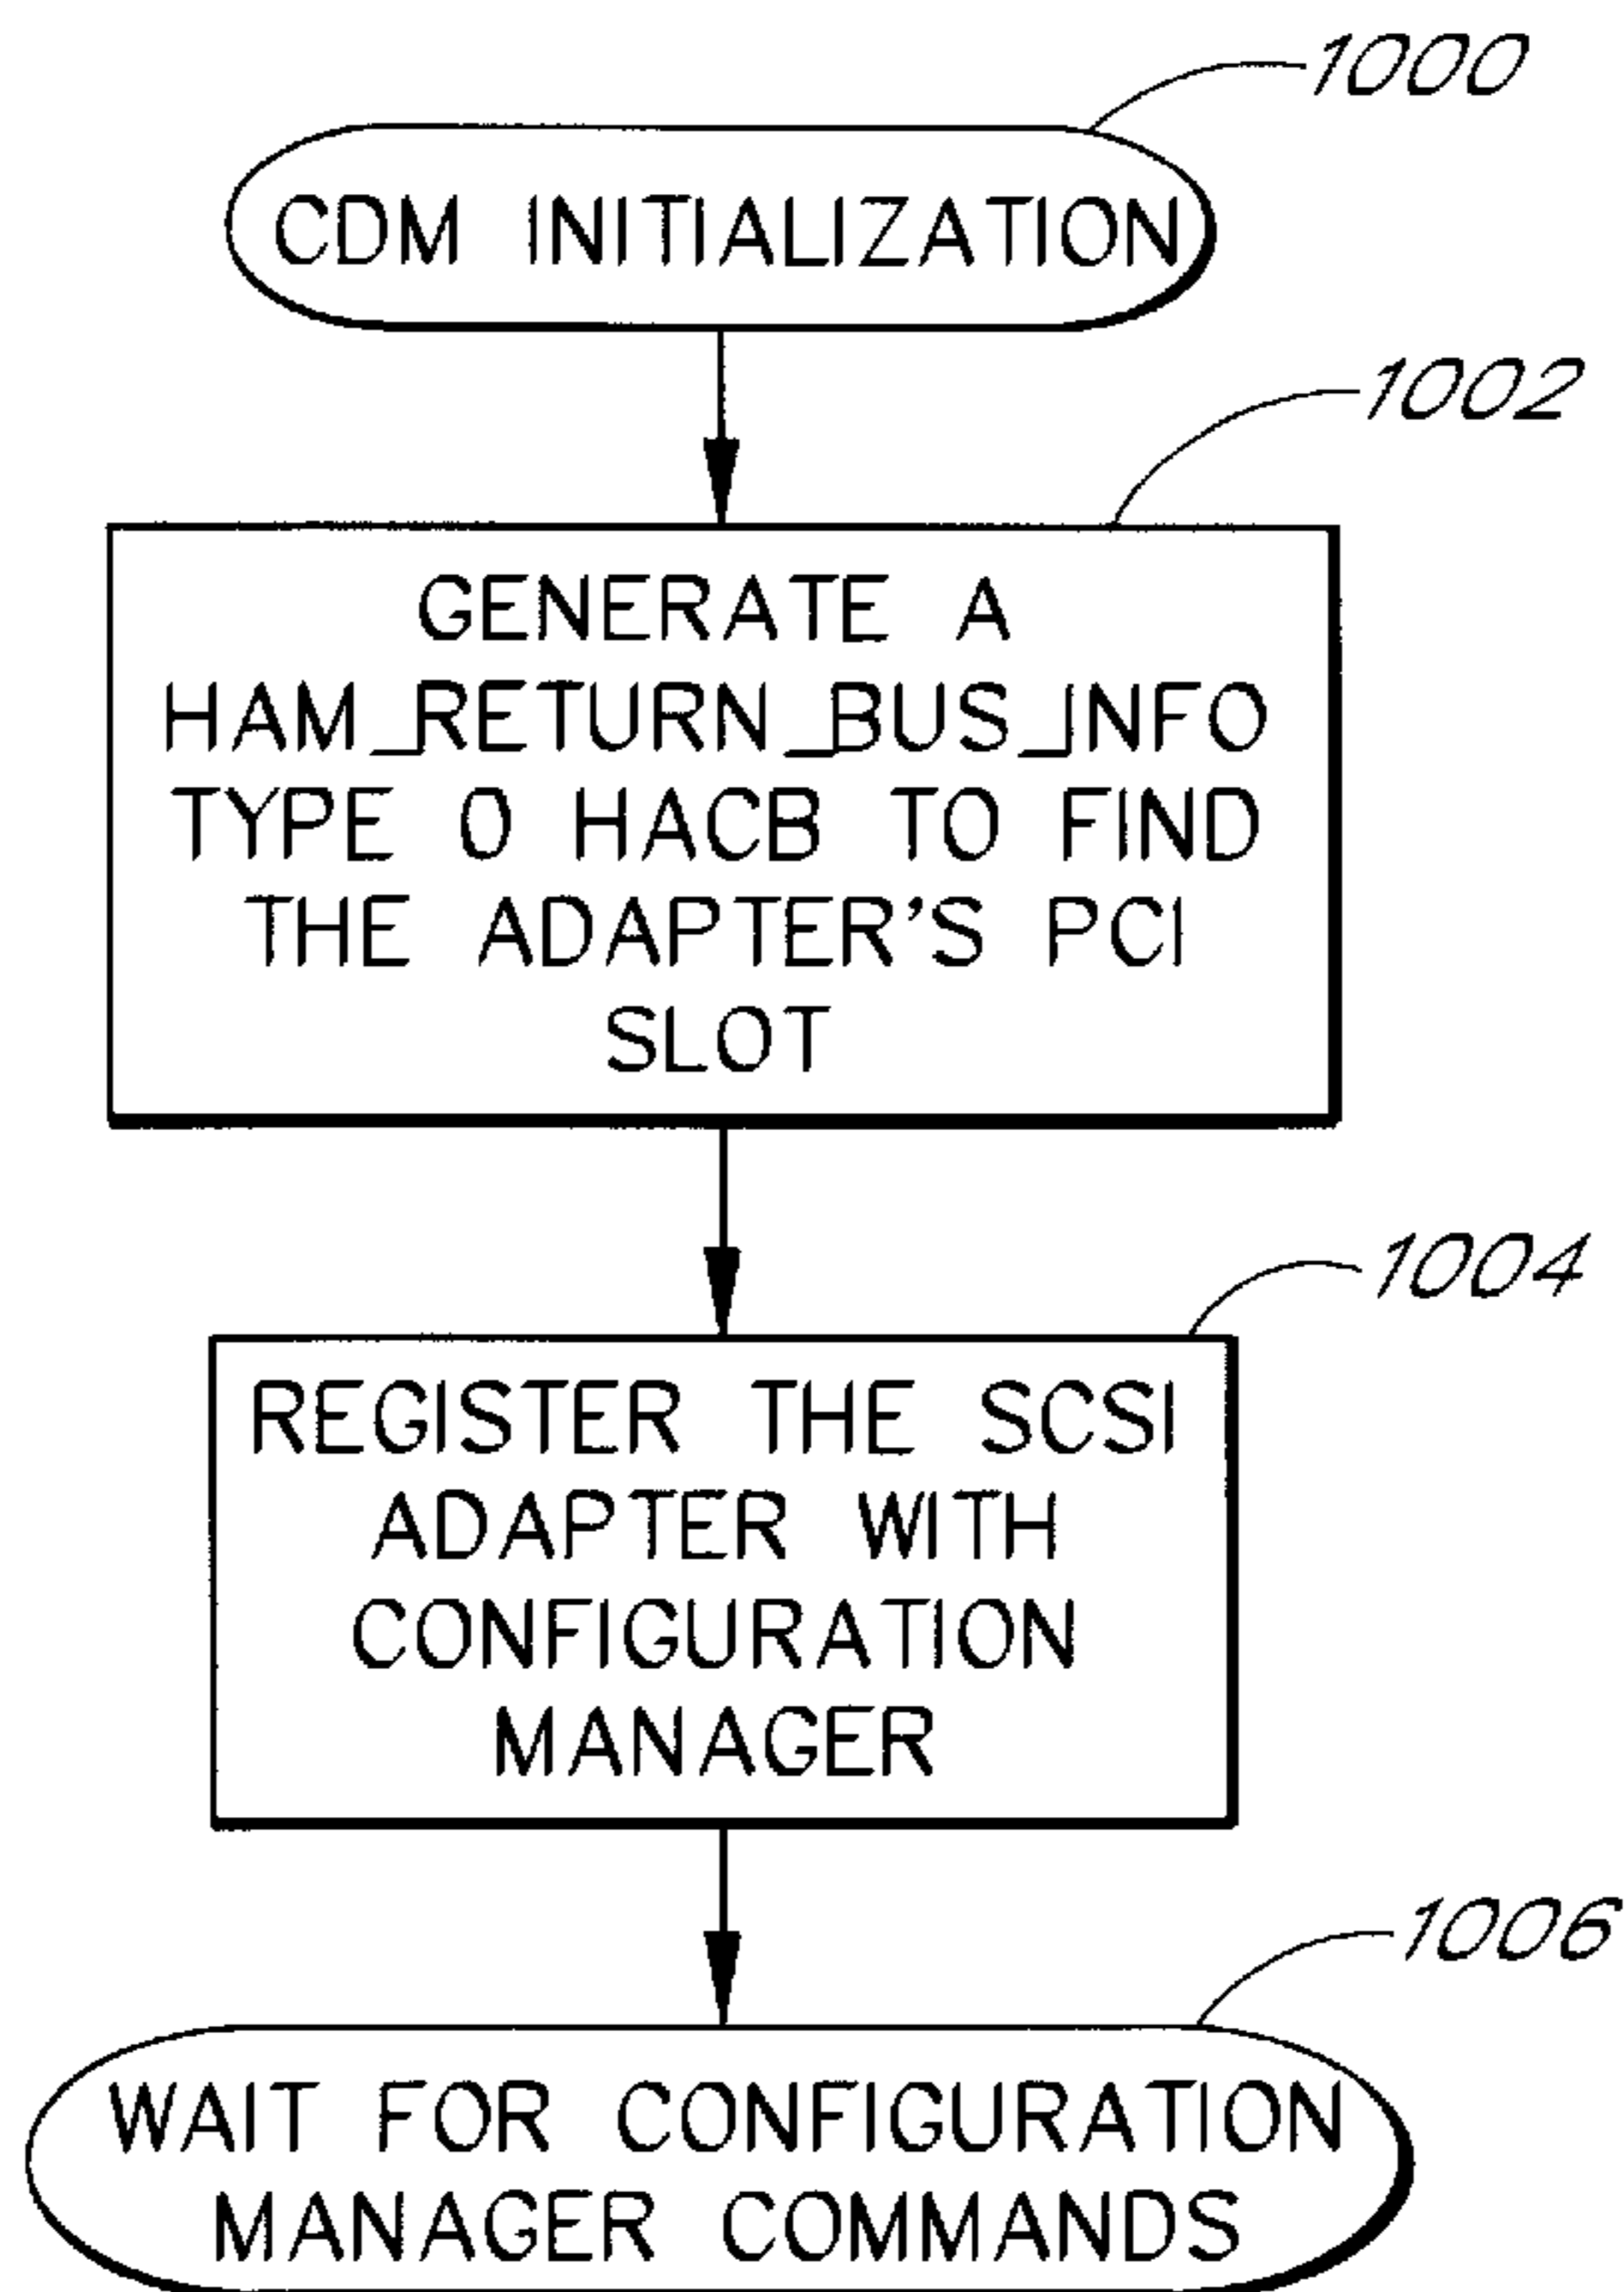 1000
CDM INITIALIZATION
1002
GENERATE A
HAM_RETURN_BUS_INFO
TYPE 0 HACB TO FIND
THE ADAPTER'S PCI
SLOT
1004
REGISTER THE SCSI
ADAPTER WITH
CONFIGURATION
MANAGER
1006
WAIT FOR CONFIGURATION
MANAGER COMMANDS